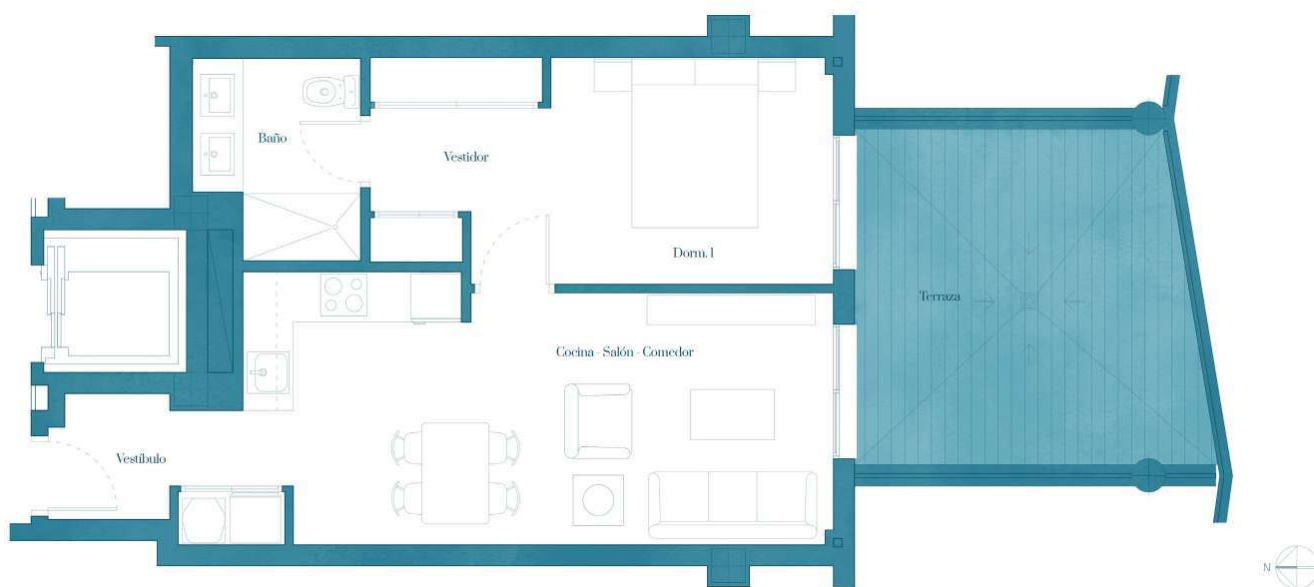 Baño
Vestidor
Dorm. 1
Terraza
Cocina - Salón - Comedor
Vestíbulo
N